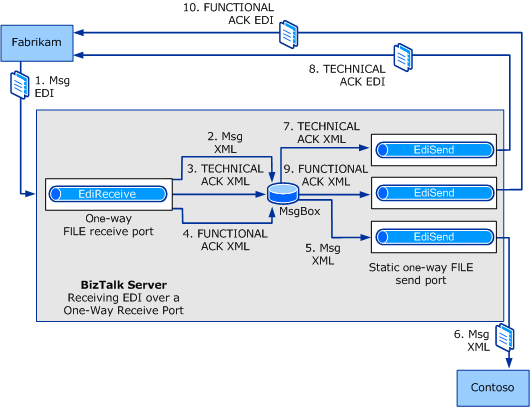 10. FUNCTIONAL
ACK EDI
Fabrikam
8. TECHNICAL
ACK EDI
1. Msg
EDI
2. Msg
XML
7. TECHNICAL
ACK XML
3. TECHNICAL
ACK XML
9. FUNCTIONAL
ACK XML
EdiSend
EdiReceive
EdiSend
MsgBox
One-way
FILE receive port
4. FUNCTIONAL
ACK XML
5. Msg
XML
EdiSend
Static one-way FILE
send port
BizTalk Server
Receiving EDI over a
One-Way Receive Port
6. Msg
XML
Contoso